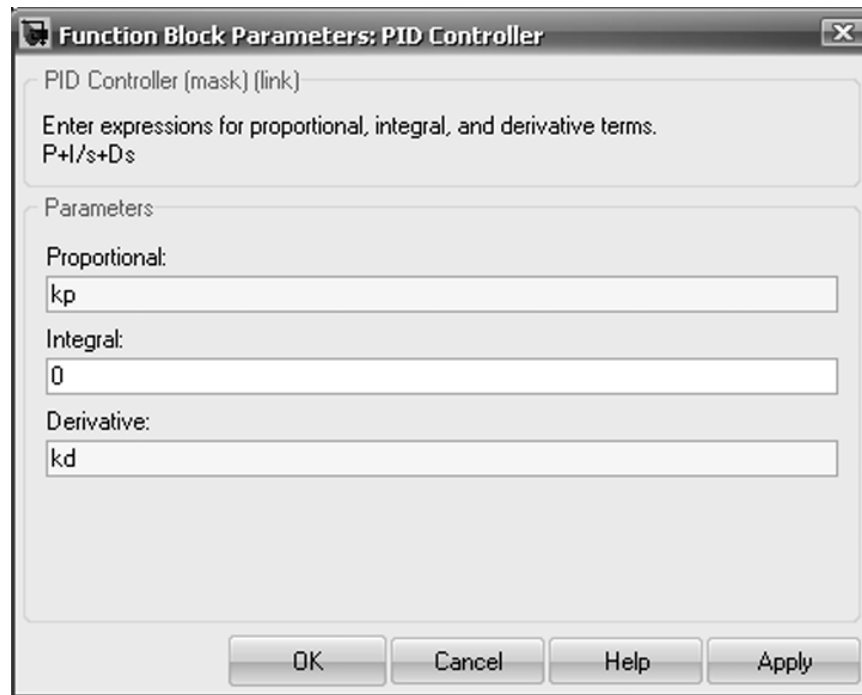 Function Block Parameters: PID Controller
PID Controller (mask) (link)
Enter expressions for proportional, integral, and derivative terms.
P+I/s+Ds
Parameters
Proportional:
kp
Integral:
0
Derivative:
kd
OK Cancel Help Apply